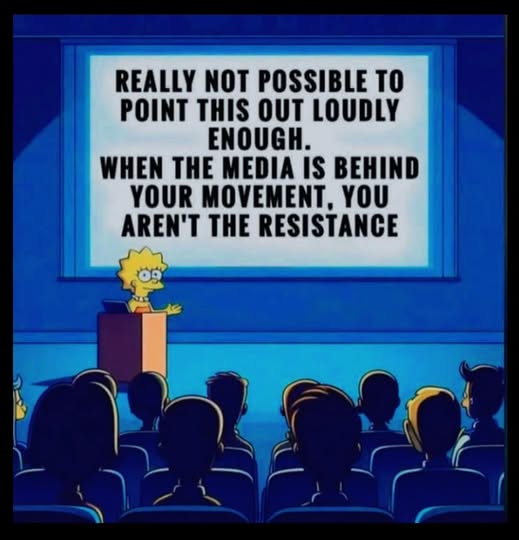 REALLY NOT POSSIBLE TO
POINT THIS OUT LOUDLY
ENOUGH.
WHEN THE MEDIA IS BEHIND
YOUR MOVEMENT, YOU
AREN'T THE RESISTANCE